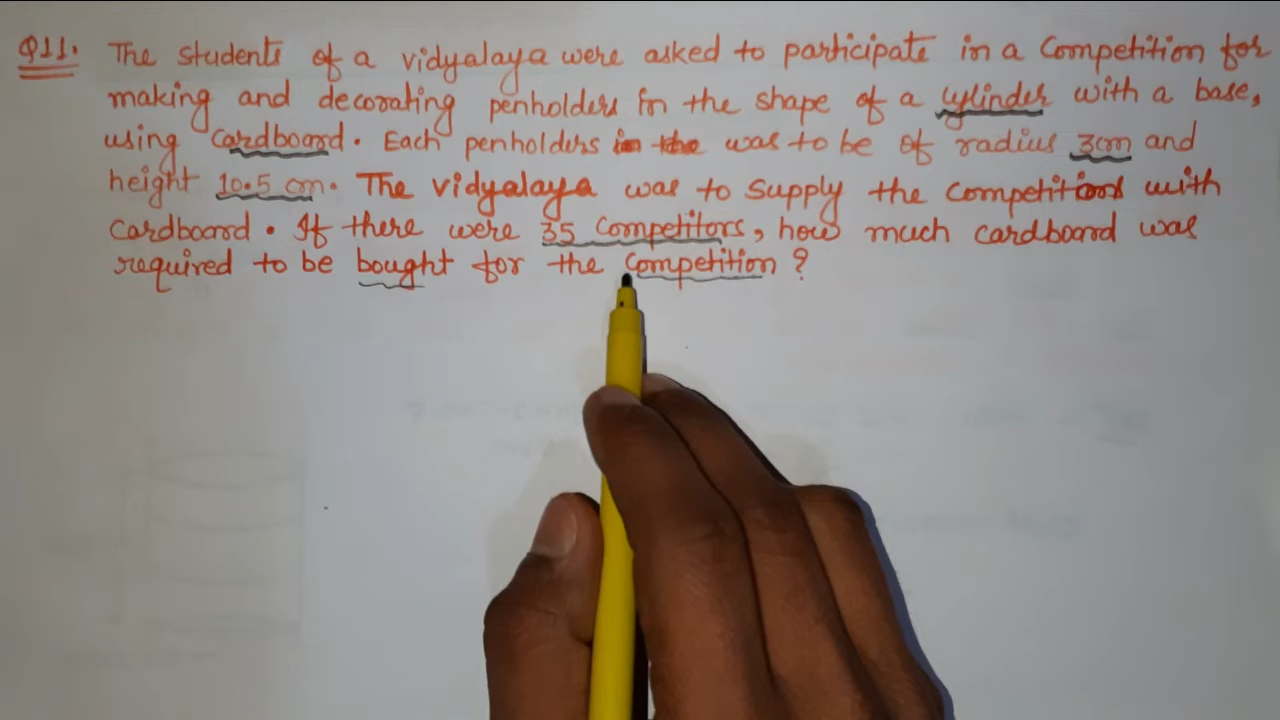 Q11. The students of a vidyalaya were asked to participate in a Competition for
making and decorating penholders in the shape of a cylinder with a base,
using cardboard. Each penholders in the was to be of radius 3cm and
height 10.5 cm. The vidyalaya was to supply the competitors with
cardboard. If there were 35 Competitors, how much cardboard was
required to be bought for the Competition ?